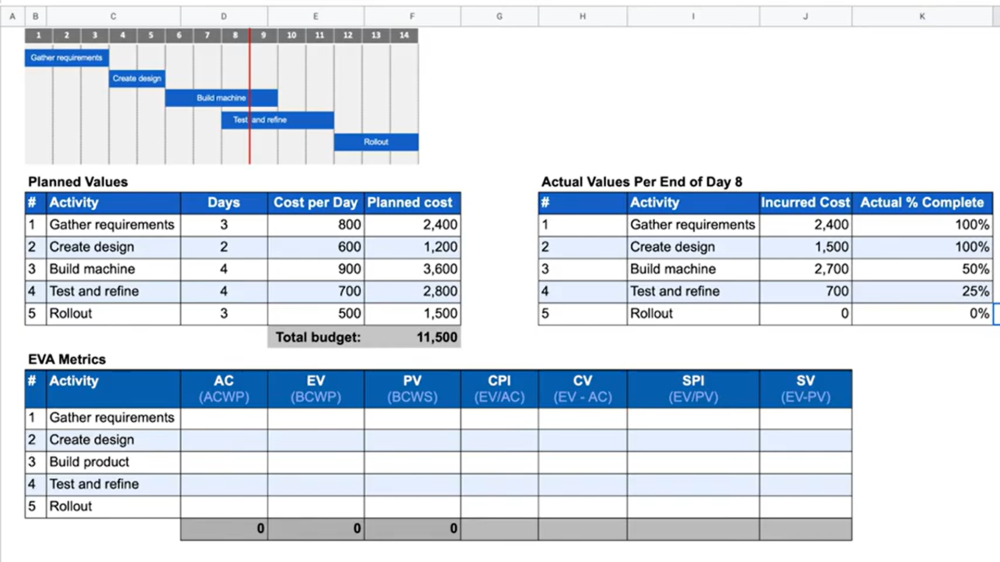 A B C D E F G H I J K
1 2 3 4 5 6 7 8 9 10 11 12 13 14
Gather requirements
Create design
Build machine
Test and refine
Rollout
Planned Values
# Activity Days Cost per Day Planned cost
1 Gather requirements 3 800 2,400
2 Create design 2 600 1,200
3 Build machine 4 900 3,600
4 Test and refine 4 700 2,800
5 Rollout 3 500 1,500
Total budget: 11,500
Actual Values Per End of Day 8
# Activity Incurred Cost Actual % Complete
1 Gather requirements 2,400 100%
2 Create design 1,500 100%
3 Build machine 2,700 50%
4 Test and refine 700 25%
5 Rollout 0 0%
EVA Metrics
# Activity AC EV PV CPI CV SPI SV
(ACWP) (BCWP) (BCWS) (EV/AC) (EV - AC) (EV/PV) (EV-PV)
1 Gather requirements
2 Create design
3 Build product
4 Test and refine
5 Rollout
0 0 0